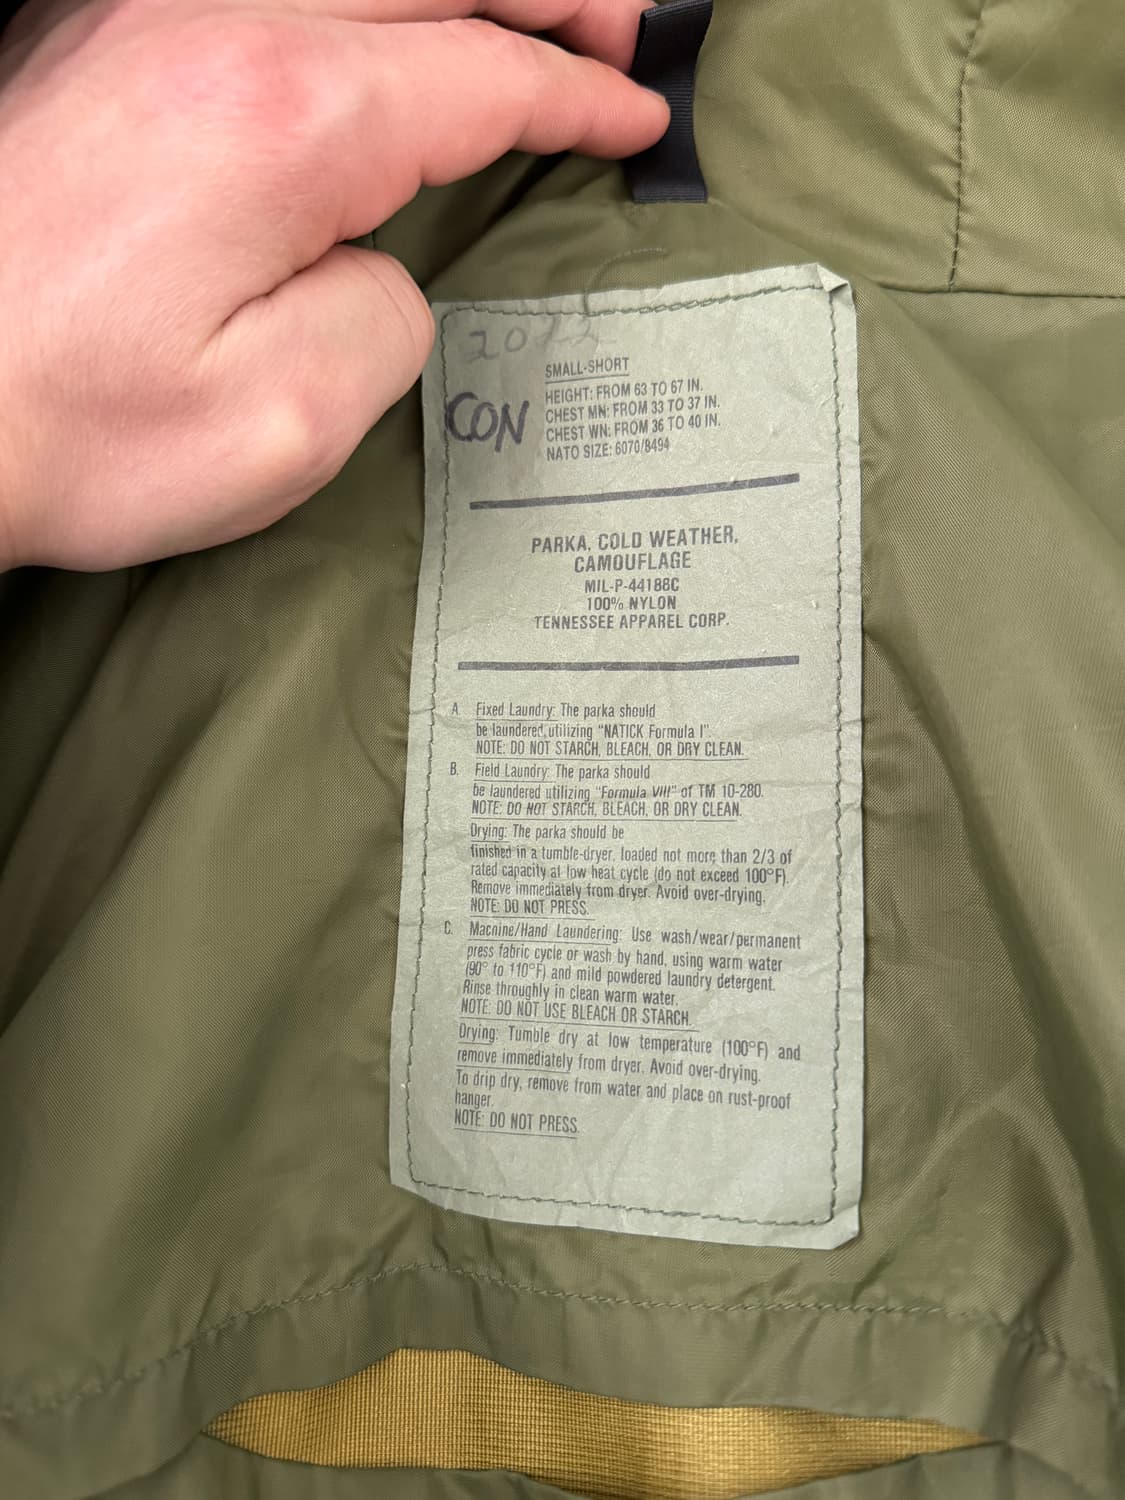 2022
SMALL-SHORT
CON
HEIGHT: FROM 63 TO 67 IN.
CHEST MN: FROM 33 TO 37 IN.
CHEST WN: FROM 36 TO 40 IN.
NATO SIZE: 6070/8494
PARKA, COLD WEATHER,
CAMOUFLAGE
MIL-P-44188C
100% NYLON
TENNESSEE APPAREL CORP.
A. Fixed Laundry: The parka should
be laundered utilizing "NATICK Formula I".
NOTE: DO NOT STARCH, BLEACH, OR DRY CLEAN.
B. Field Laundry: The parka should
be laundered utilizing "Formula VIII" of TM 10-280.
NOTE: DO NOT STARCH, BLEACH, OR DRY CLEAN.
Drying: The parka should be
finished in a tumble-dryer, loaded not more than 2/3 of
rated capacity at low heat cycle (do not exceed 100°F).
Remove immediately from dryer. Avoid over-drying.
NOTE: DO NOT PRESS.
C. Macnine/Hand Laundering: Use wash/wear/permanent
press fabric cycle or wash by hand, using warm water
(90° to 110°F) and mild powdered laundry detergent.
Rinse throughly in clean warm water.
NOTE: DO NOT USE BLEACH OR STARCH.
Drying: Tumble dry at low temperature (100°F) and
remove immediately from dryer. Avoid over-drying.
To drip dry, remove from water and place on rust-proof
hanger.
NOTE: DO NOT PRESS.